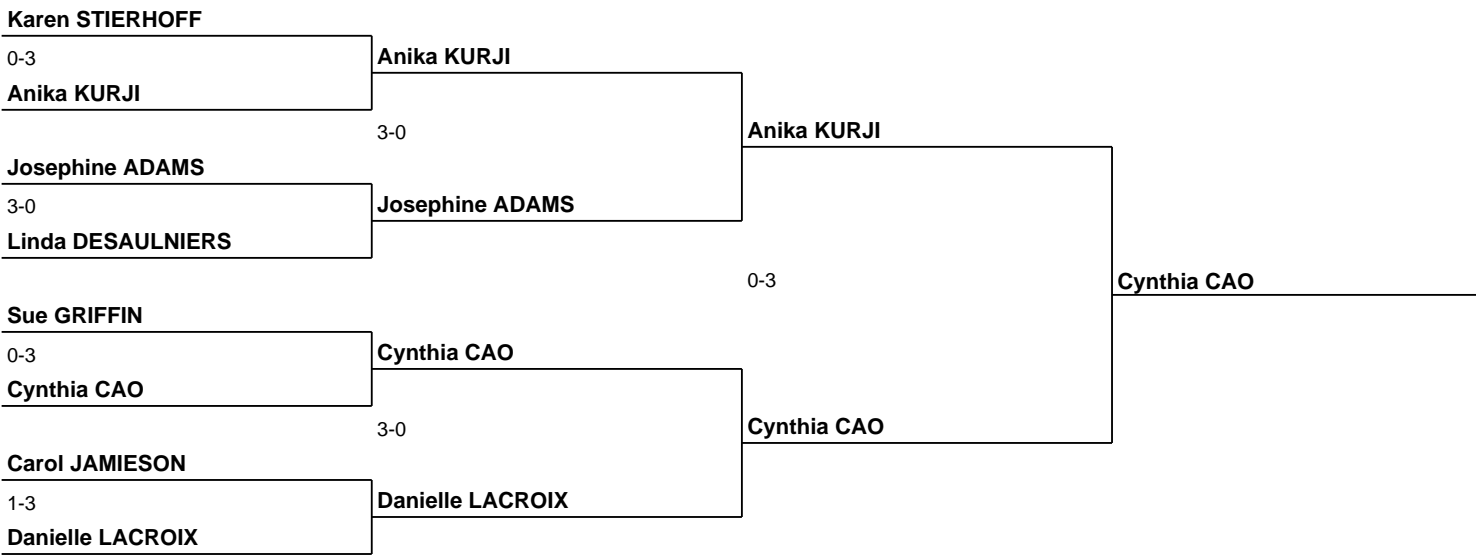 Karen STIERHOFF
0-3
Anika KURJI
Anika KURJI
3-0
Anika KURJI
Josephine ADAMS
3-0
Josephine ADAMS
Linda DESAULNIERS
0-3
Cynthia CAO
Sue GRIFFIN
0-3
Cynthia CAO
Cynthia CAO
3-0
Cynthia CAO
Carol JAMIESON
1-3
Danielle LACROIX
Danielle LACROIX